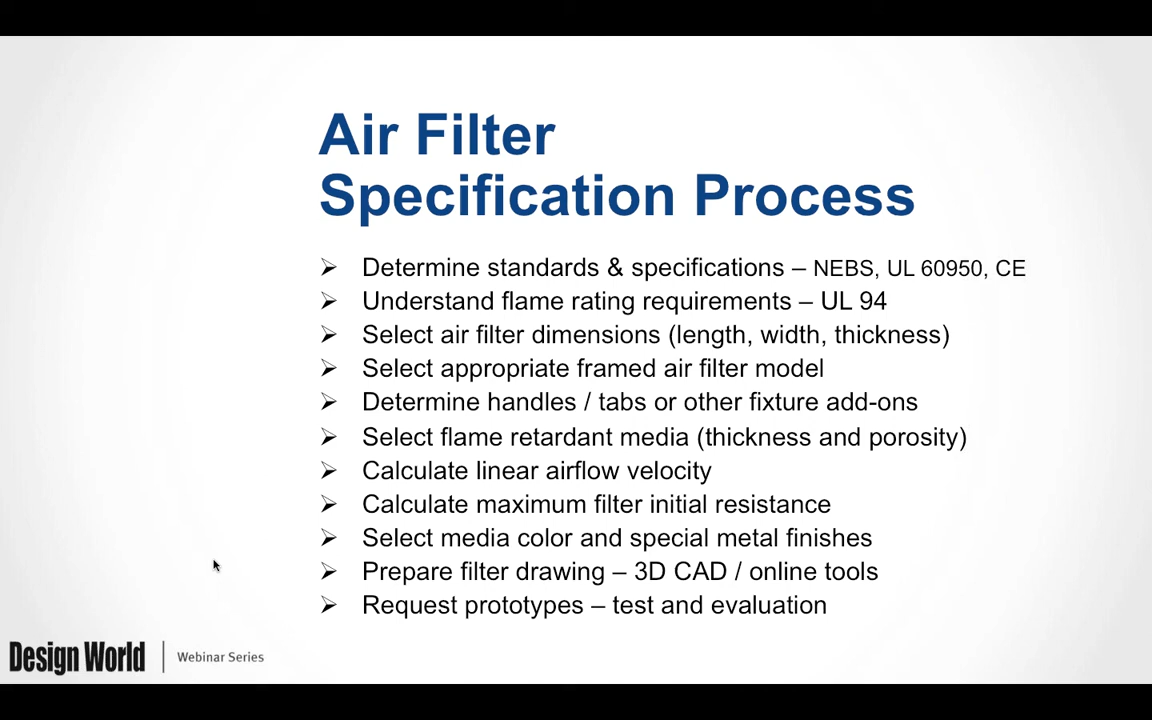 Air Filter
Specification Process
➢ Determine standards & specifications – NEBS, UL 60950, CE
➢ Understand flame rating requirements – UL 94
➢ Select air filter dimensions (length, width, thickness)
➢ Select appropriate framed air filter model
➢ Determine handles / tabs or other fixture add-ons
➢ Select flame retardant media (thickness and porosity)
➢ Calculate linear airflow velocity
➢ Calculate maximum filter initial resistance
➢ Select media color and special metal finishes
➢ Prepare filter drawing – 3D CAD / online tools
➢ Request prototypes – test and evaluation
Design World | Webinar Series